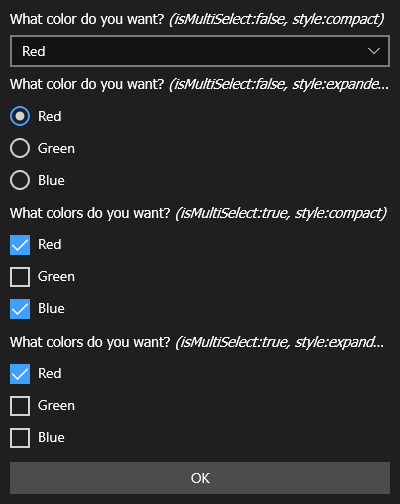 What color do you want? (isMultiSelect:false, style:compact)
Red
What color do you want? (isMultiSelect:false, style:expande...
Red
Green
Blue
What colors do you want? (isMultiSelect:true, style:compact)
Red
Green
Blue
What colors do you want? (isMultiSelect:true, style:expand...
Red
Green
Blue
OK